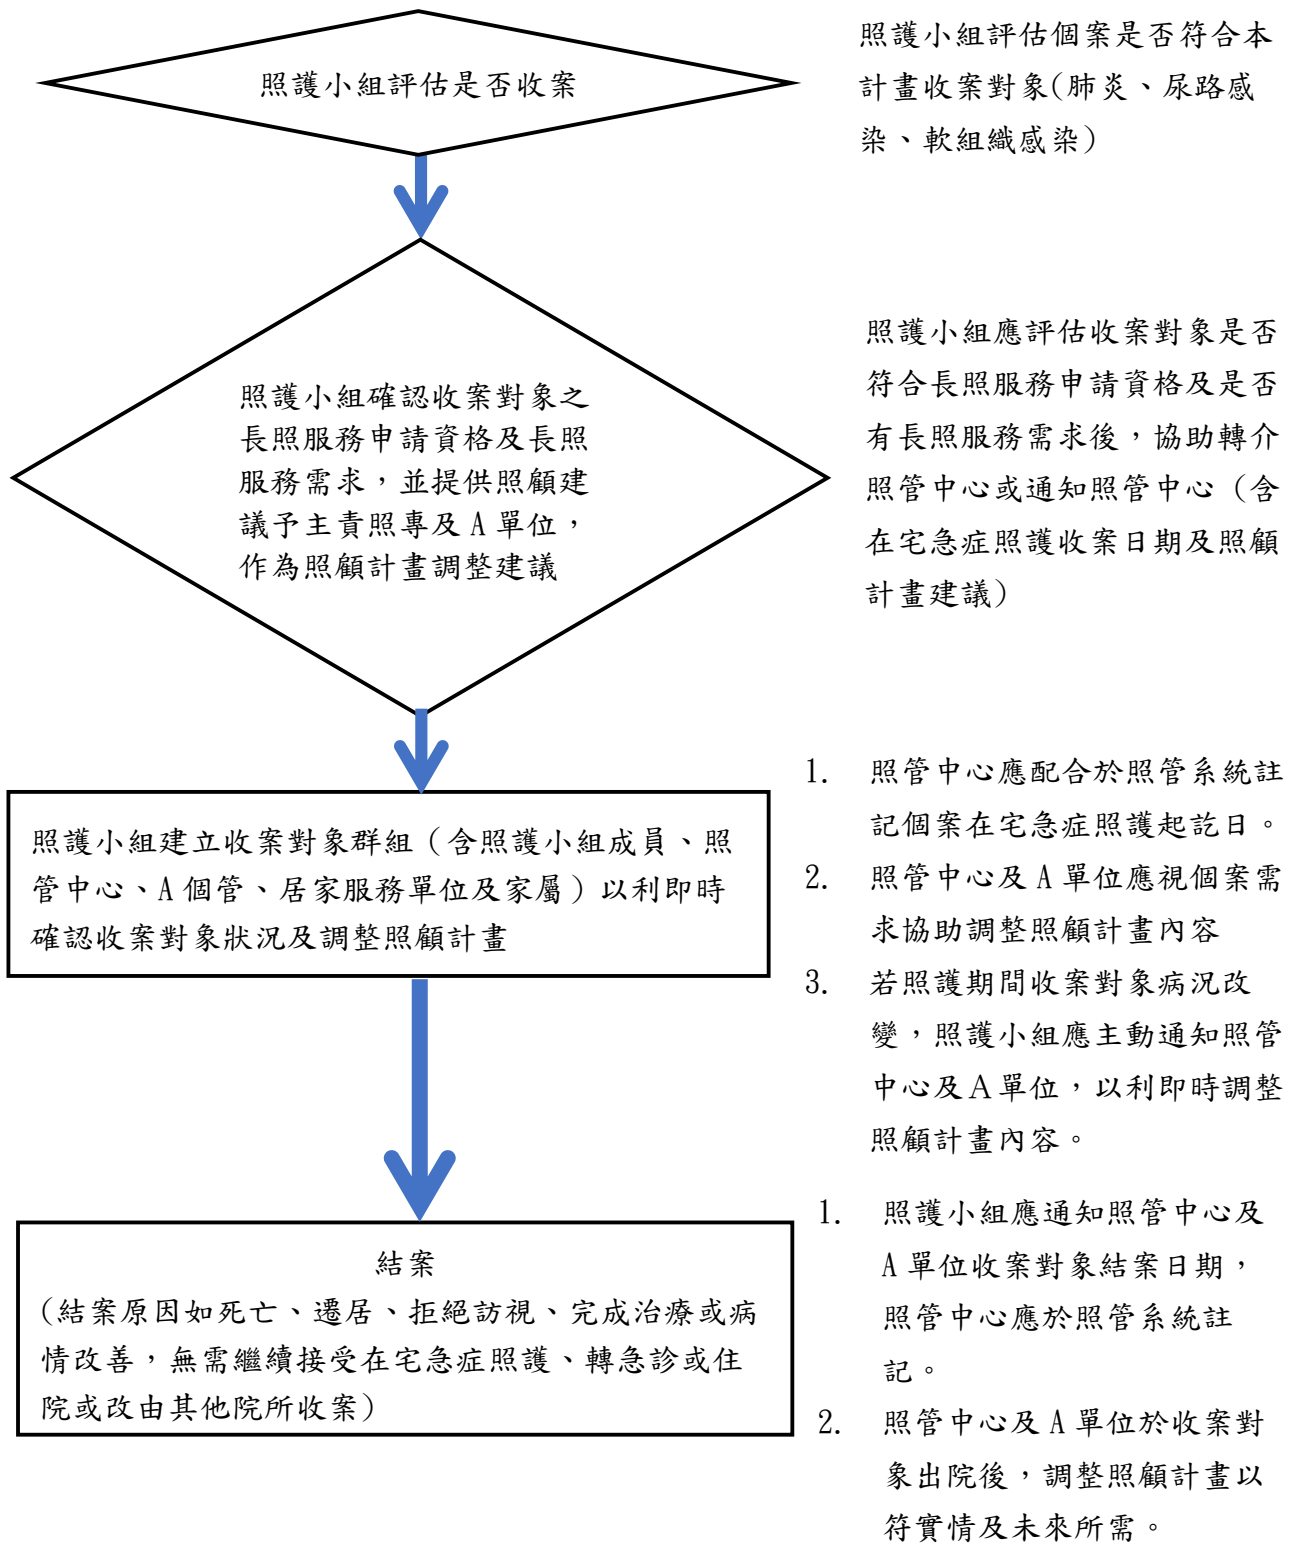 照護小組評估是否收案
照護小組評估個案是否符合本
計畫收案對象(肺炎、尿路感
染、軟組織感染)
照護小組確認收案對象之
長照服務申請資格及長照
服務需求，並提供照顧建
議予主責照專及 A 單位，
作為照顧計畫調整建議
照護小組應評估收案對象是否
符合長照服務申請資格及是否
有長照服務需求後，協助轉介
照管中心或通知照管中心（含
在宅急症照護收案日期及照顧
計畫建議）
照護小組建立收案對象群組（含照護小組成員、照
管中心、A 個管、居家服務單位及家屬）以利即時
確認收案對象狀況及調整照顧計畫
1. 照管中心應配合於照管系統註
記個案在宅急症照護起訖日。
2. 照管中心及 A 單位應視個案需
求協助調整照顧計畫內容
3. 若照護期間收案對象病況改
變，照護小組應主動通知照管
中心及Ａ單位，以利即時調整
照顧計畫內容。
結案
(結案原因如死亡、遷居、拒絕訪視、完成治療或病
情改善，無需繼續接受在宅急症照護、轉急診或住
院或改由其他院所收案)
1. 照護小組應通知照管中心及
A 單位收案對象結案日期，
照管中心應於照管系統註
記。
2. 照管中心及 A 單位於收案對
象出院後，調整照顧計畫以
符實情及未來所需。